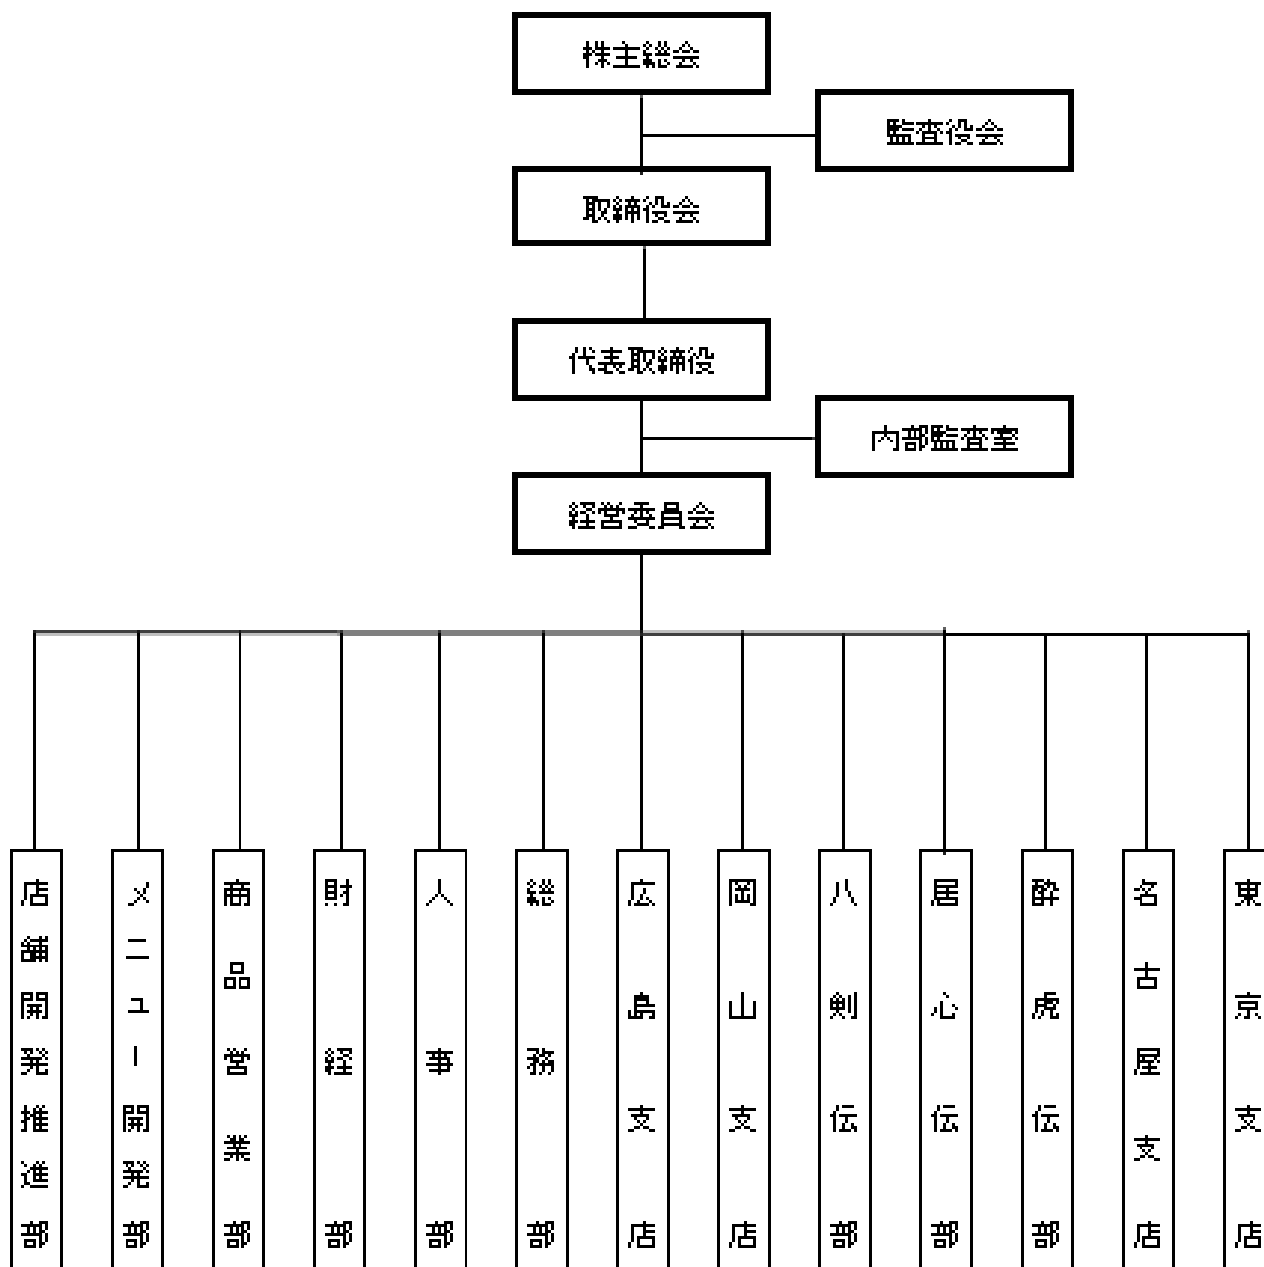 株主総会
監査役会
取締役会
代表取締役
内部監査室
経営委員会
店舗開発推進部
メニュー開発部
商品営業部
財経部
人事部
総務部
広島支店
岡山支店
八剣伝部
居心伝部
酔虎伝部
名古屋支店
東京支店